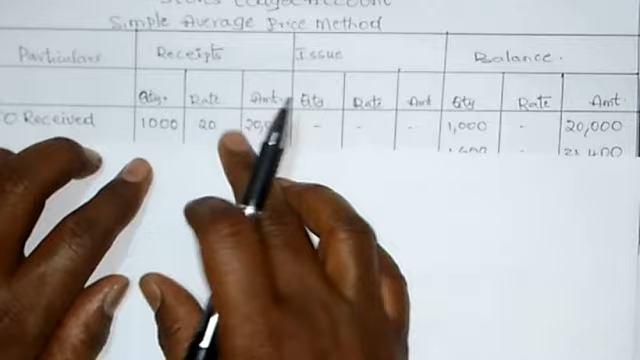 Simple Average Price Method
Particulars Receipts Issue Balance.
Qty. Rate Amt. Qty Rate Amt Qty Rate Amt.
Received 1000 20 - - - 1,000 - 20,000